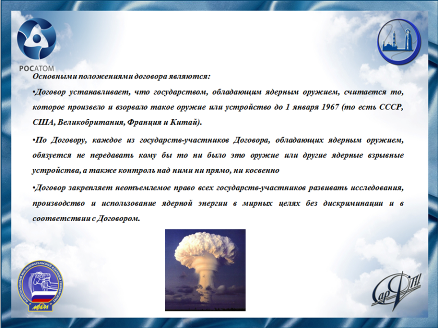 РОСАТОМ
Основными положениями договора являются:
•Договор устанавливает, что государством, обладающим ядерным оружием, считается то,
которое произвело и взорвало такое оружие или устройство до 1 января 1967 (то есть СССР,
США, Великобритания, Франция и Китай).
•По Договору, каждое из государств-участников Договора, обладающих ядерным оружием,
обязуется не передавать кому бы то ни было это оружие или другие ядерные взрывные
устройства, а также контроль над ними ни прямо, ни косвенно
•Договор закрепляет неотъемлемое право всех государств-участников развивать исследования,
производство и использование ядерной энергии в мирных целях без дискриминации и в
соответствии с Договором.
СарФТИ